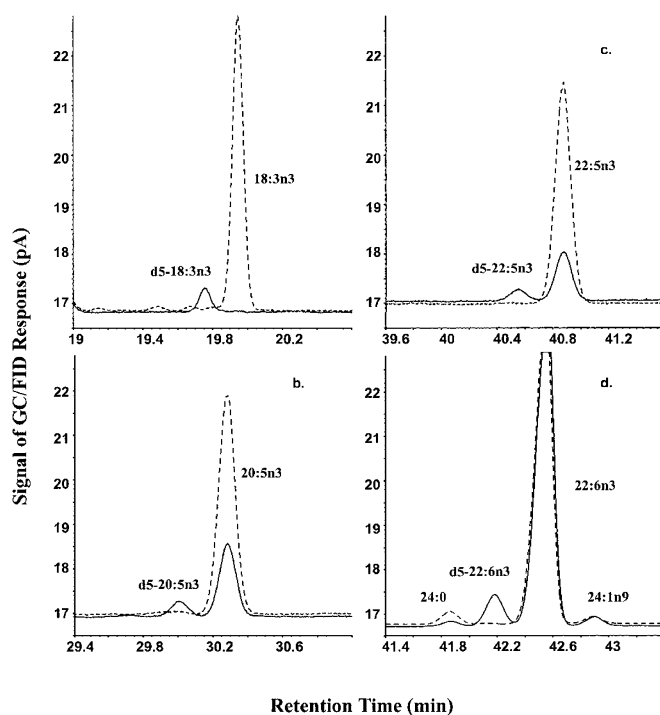 Signal of GC/FID Response (pA)
22
21
20
19
18
17
18:3n3
d5-18:3n3
19 19.4 19.8 20.2
c.
22
21
20
19
18
17
22:5n3
d5-22:5n3
39.6 40 40.4 40.8 41.2
b.
22
21
20
19
18
17
20:5n3
d5-20:5n3
29.4 29.8 30.2 30.6
d.
22
21
20
19
18
17
22:6n3
d5-22:6n3
24:0
24:1n9
41.4 41.8 42.2 42.6 43
Retention Time (min)